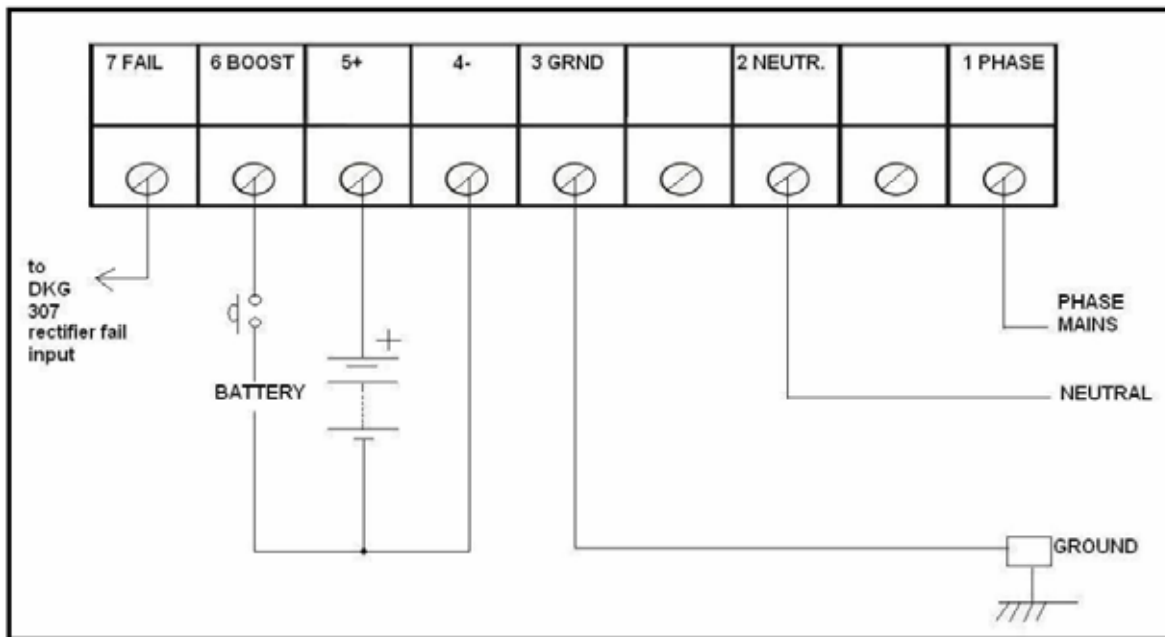 7 FAIL
6 BOOST
5+
4-
3 GRND
2 NEUTR.
1 PHASE
to
DKG
307
rectifier fail
input
BATTERY
+
PHASE
MAINS
NEUTRAL
GROUND